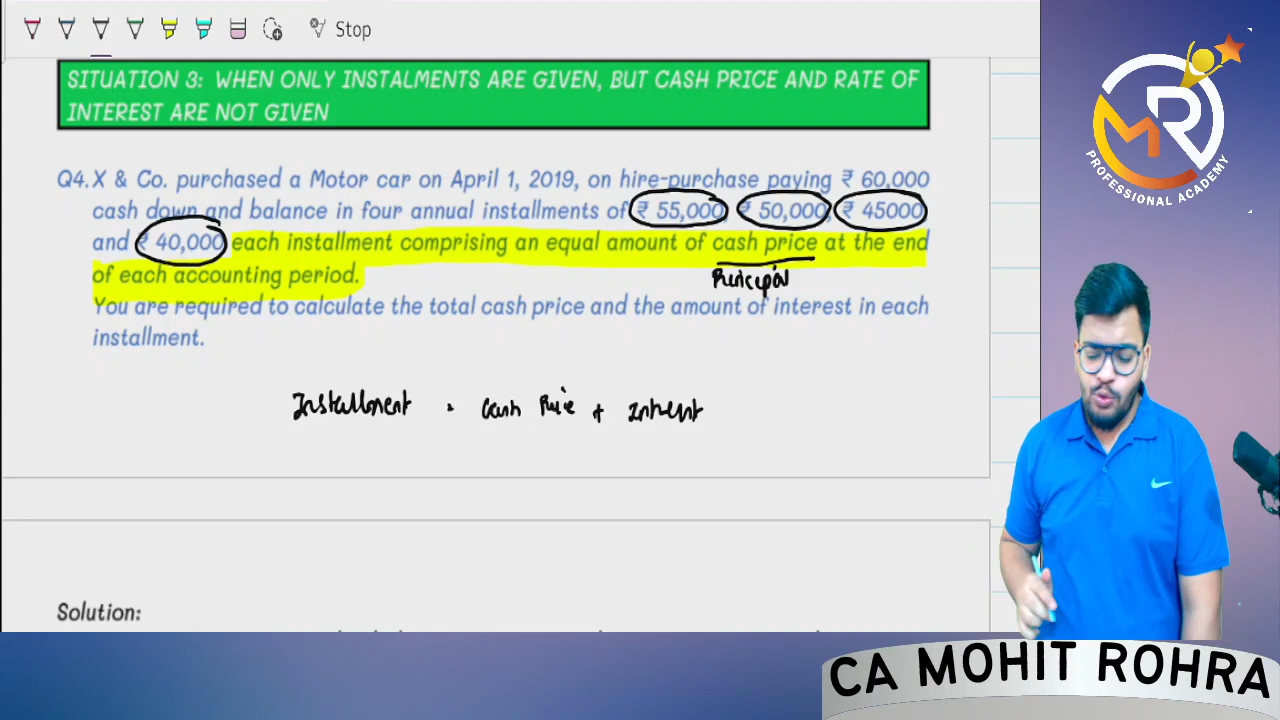 Stop
SITUATION 3: WHEN ONLY INSTALMENTS ARE GIVEN, BUT CASH PRICE AND RATE OF
INTEREST ARE NOT GIVEN
Q4. X & Co. purchased a Motor car on April 1, 2019, on hire-purchase paying ₹ 60,000
cash down and balance in four annual installments of ₹ 55,000, ₹ 50,000, ₹ 45000
and ₹ 40,000 each installment comprising an equal amount of cash price at the end
of each accounting period.
You are required to calculate the total cash price and the amount of interest in each
installment.
Installment = Cash Price + Interest
Solution:
MR
PROFESSIONAL ACADEMY
CA MOHIT ROHRA